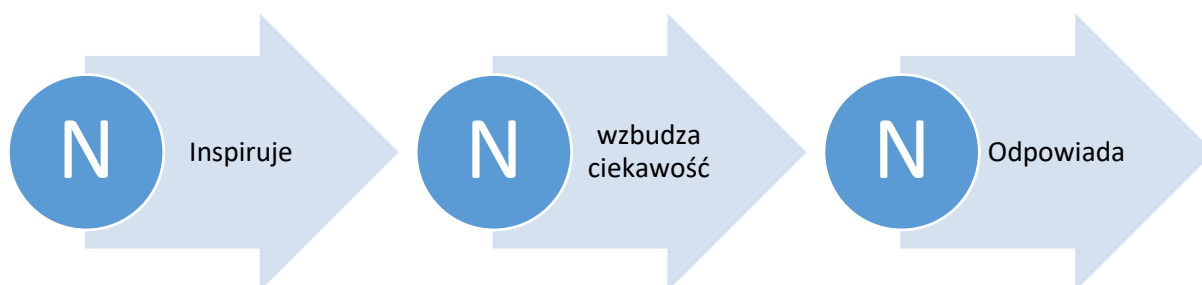 N
Inspiruje
N
wzbudza
ciekawość
N
Odpowiada